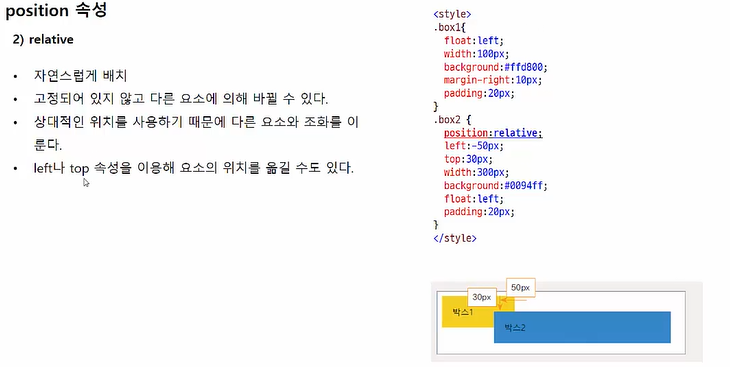 position 속성
2) relative
• 자연스럽게 배치
• 고정되어 있지 않고 다른 요소에 의해 바뀔 수 있다.
• 상대적인 위치를 사용하기 때문에 다른 요소와 조화를 이
룬다.
• left나 top 속성을 이용해 요소의 위치를 옮길 수도 있다.
<style>
.box1{
float:left;
width:100px;
background:#ffd800;
margin-right:10px;
padding:20px;
}
.box2 {
position:relative;
left:-50px;
top:30px;
width:300px;
background:#0094ff;
float:left;
padding:20px;
}
</style>
50px
30px
박스1
박스2